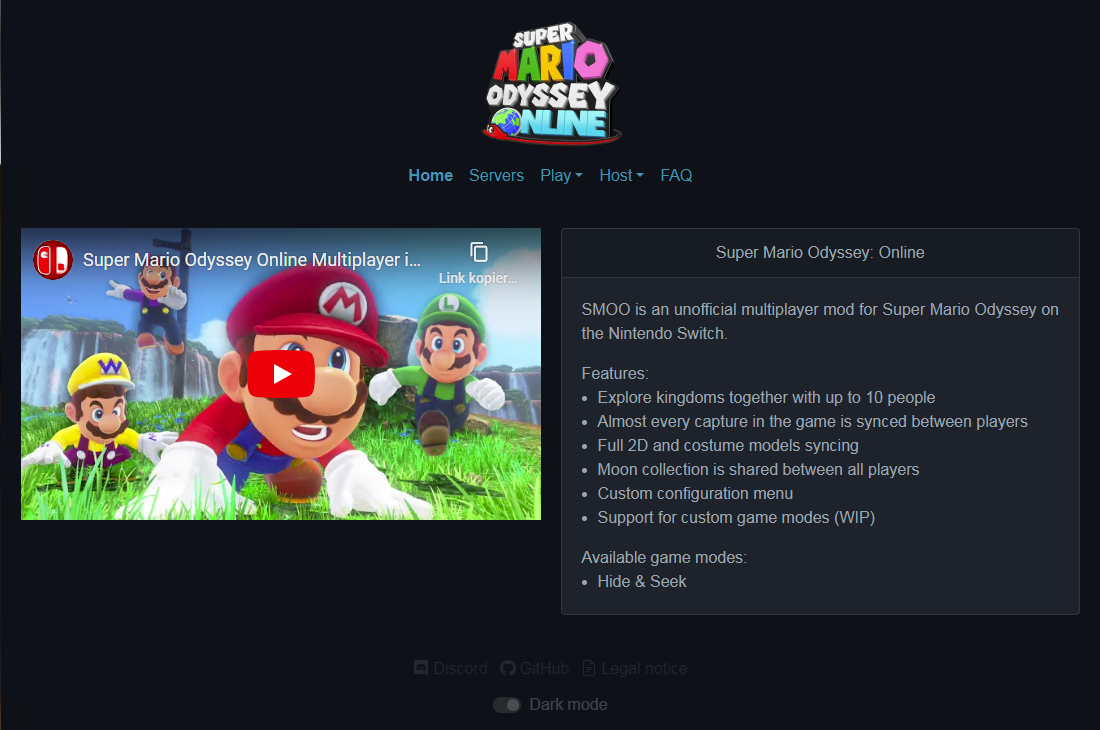 SUPER
MARIO
ODYSSEY
ONLINE
Home Servers Play Host FAQ
Super Mario Odyssey Online Multiplayer i...
Link kopier...
M
L
W
Super Mario Odyssey: Online
SMOO is an unofficial multiplayer mod for Super Mario Odyssey on
the Nintendo Switch.
Features:
• Explore kingdoms together with up to 10 people
• Almost every capture in the game is synced between players
• Full 2D and costume models syncing
• Moon collection is shared between all players
• Custom configuration menu
• Support for custom game modes (WIP)
Available game modes:
• Hide & Seek
Discord GitHub Legal notice
Dark mode